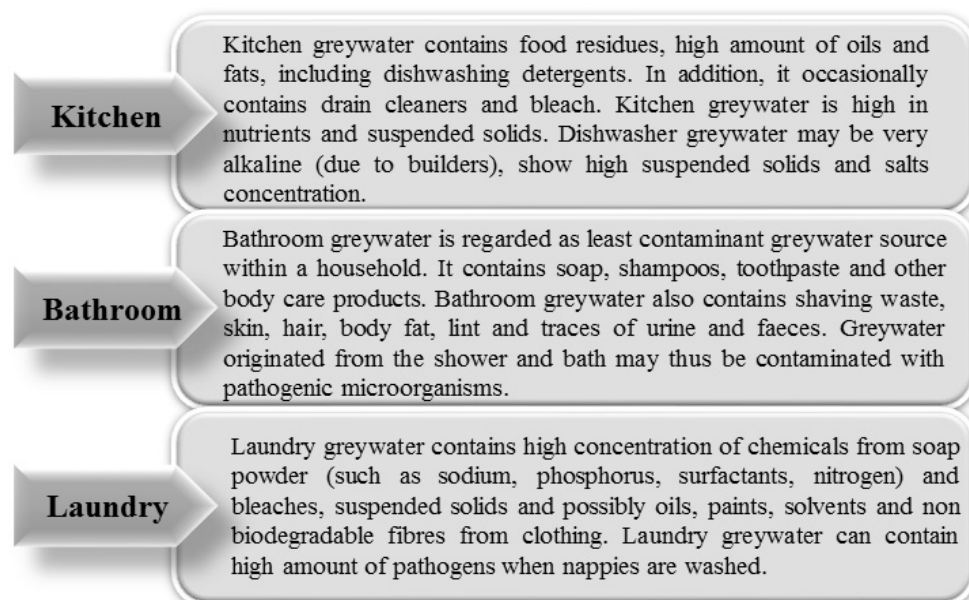 Kitchen
Kitchen greywater contains food residues, high amount of oils and
fats, including dishwashing detergents. In addition, it occasionally
contains drain cleaners and bleach. Kitchen greywater is high in
nutrients and suspended solids. Dishwasher greywater may be very
alkaline (due to builders), show high suspended solids and salts
concentration.
Bathroom
Bathroom greywater is regarded as least contaminant greywater source
within a household. It contains soap, shampoos, toothpaste and other
body care products. Bathroom greywater also contains shaving waste,
skin, hair, body fat, lint and traces of urine and faeces. Greywater
originated from the shower and bath may thus be contaminated with
pathogenic microorganisms.
Laundry
Laundry greywater contains high concentration of chemicals from soap
powder (such as sodium, phosphorus, surfactants, nitrogen) and
bleaches, suspended solids and possibly oils, paints, solvents and non
biodegradable fibres from clothing. Laundry greywater can contain
high amount of pathogens when nappies are washed.